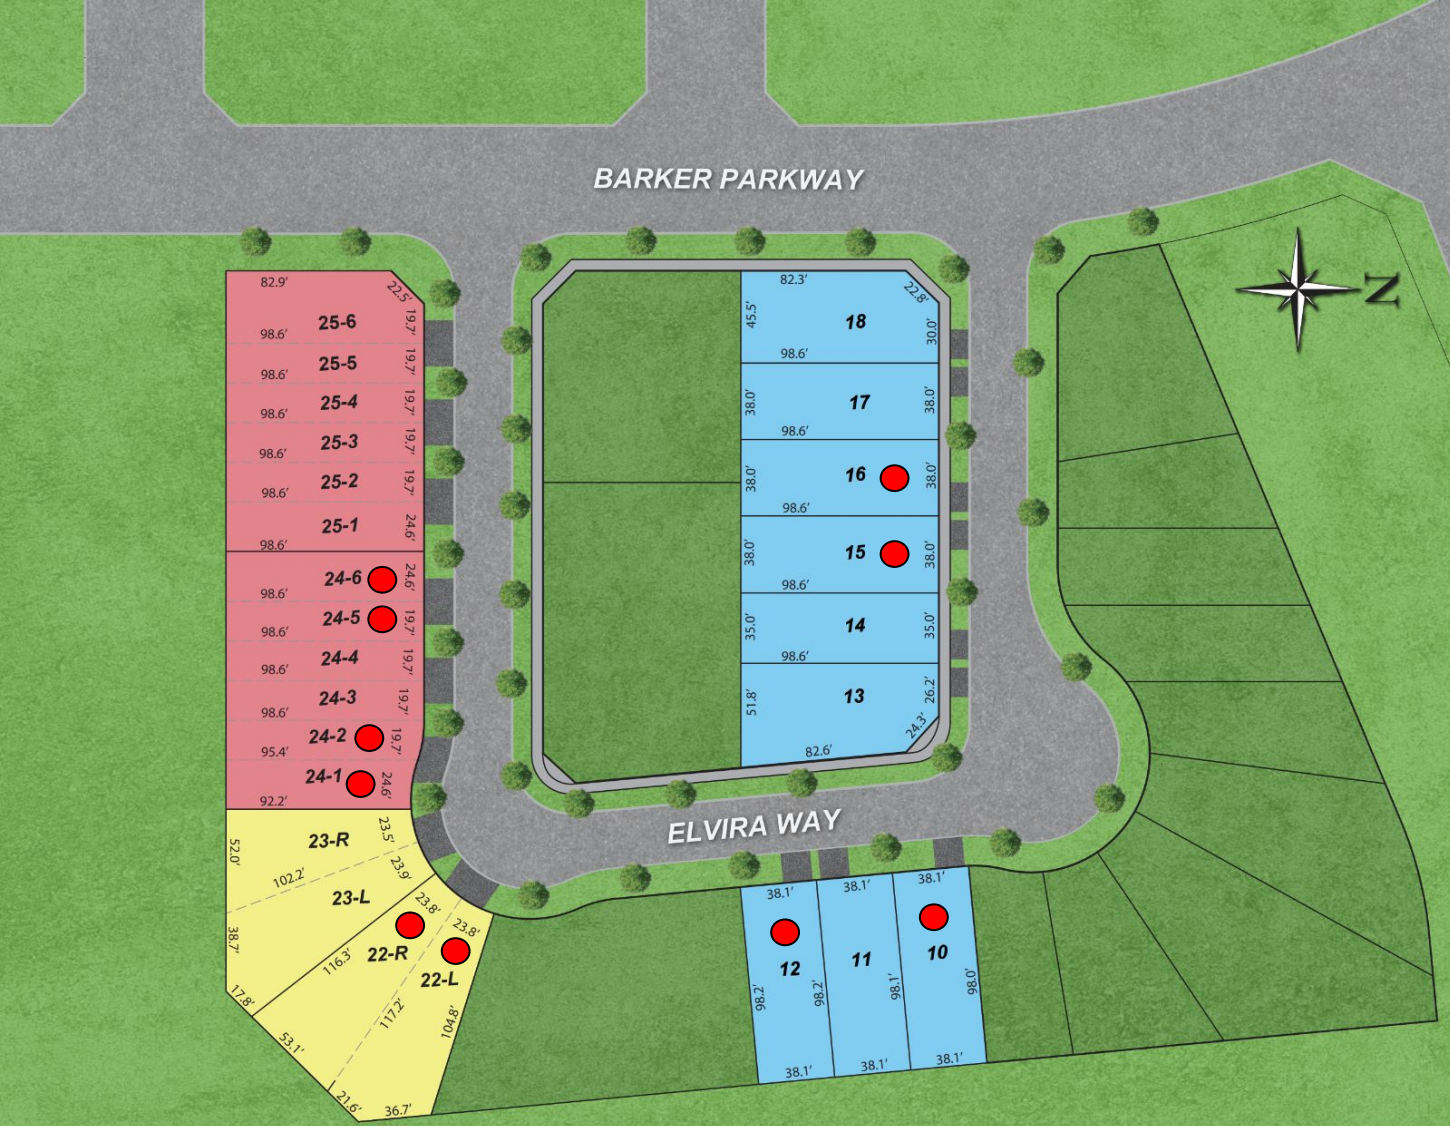 BARKER PARKWAY
N
82.9' 22.5'
25-6 19.7'
98.6'
25-5 19.7'
98.6'
25-4 19.7'
98.6'
25-3 19.7'
98.6'
25-2 19.7'
98.6'
25-1 24.6'
98.6'
24-6 24.6'
98.6'
24-5 19.7'
98.6'
24-4 19.7'
98.6'
24-3 19.7'
98.6'
24-2 19.7'
95.4'
24-1 24.6'
92.2'
23-R 23.5'
52.0'
102.2' 23.9'
23-L
38.7'
17.8'
116.3'
23.8'
22-R
53.1'
117.2'
23.8'
22-L
104.8'
21.6'
36.7'
82.3' 22.8'
45.5' 18 30.0'
98.6'
38.0' 17 38.0'
98.6'
38.0' 16 38.0'
98.6'
38.0' 15 38.0'
98.6'
35.0' 14 35.0'
98.6'
51.8' 13 26.2'
24.3'
82.6'
ELVIRA WAY
38.1' 38.1' 38.1'
12 11 10
98.2' 98.2' 98.1' 98.0'
38.1' 38.1' 38.1'